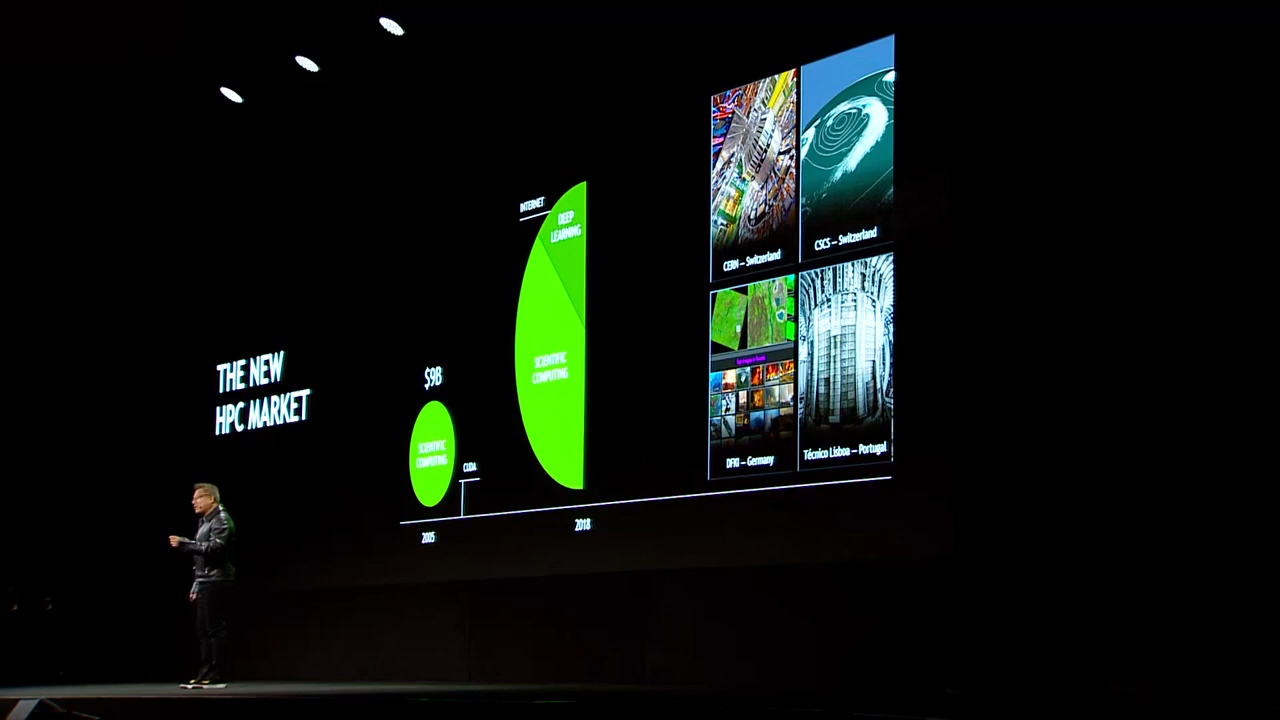 THE NEW
HPC MARKET
$9B
SCIENTIFIC
COMPUTING
CUDA
INTERNET
DEEP
LEARNING
SCIENTIFIC
COMPUTING
2005
2018
CERN – Switzerland
CSCS – Switzerland
DFKI – Germany
Técnico Lisboa – Portugal